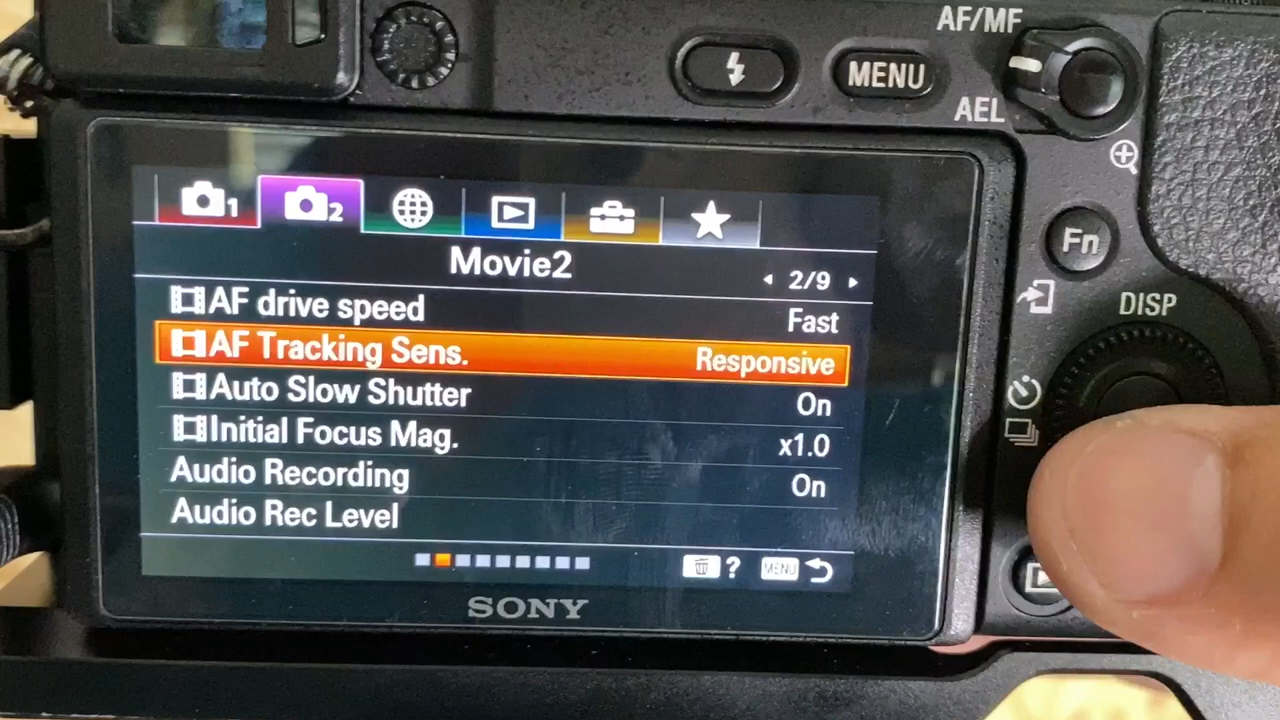 AF/MF
MENU
AEL
1
2
Fn
Movie2
2/9
DISP
AF drive speed Fast
AF Tracking Sens. Responsive
Auto Slow Shutter On
Initial Focus Mag. x1.0
Audio Recording On
Audio Rec Level
? MENU
SONY